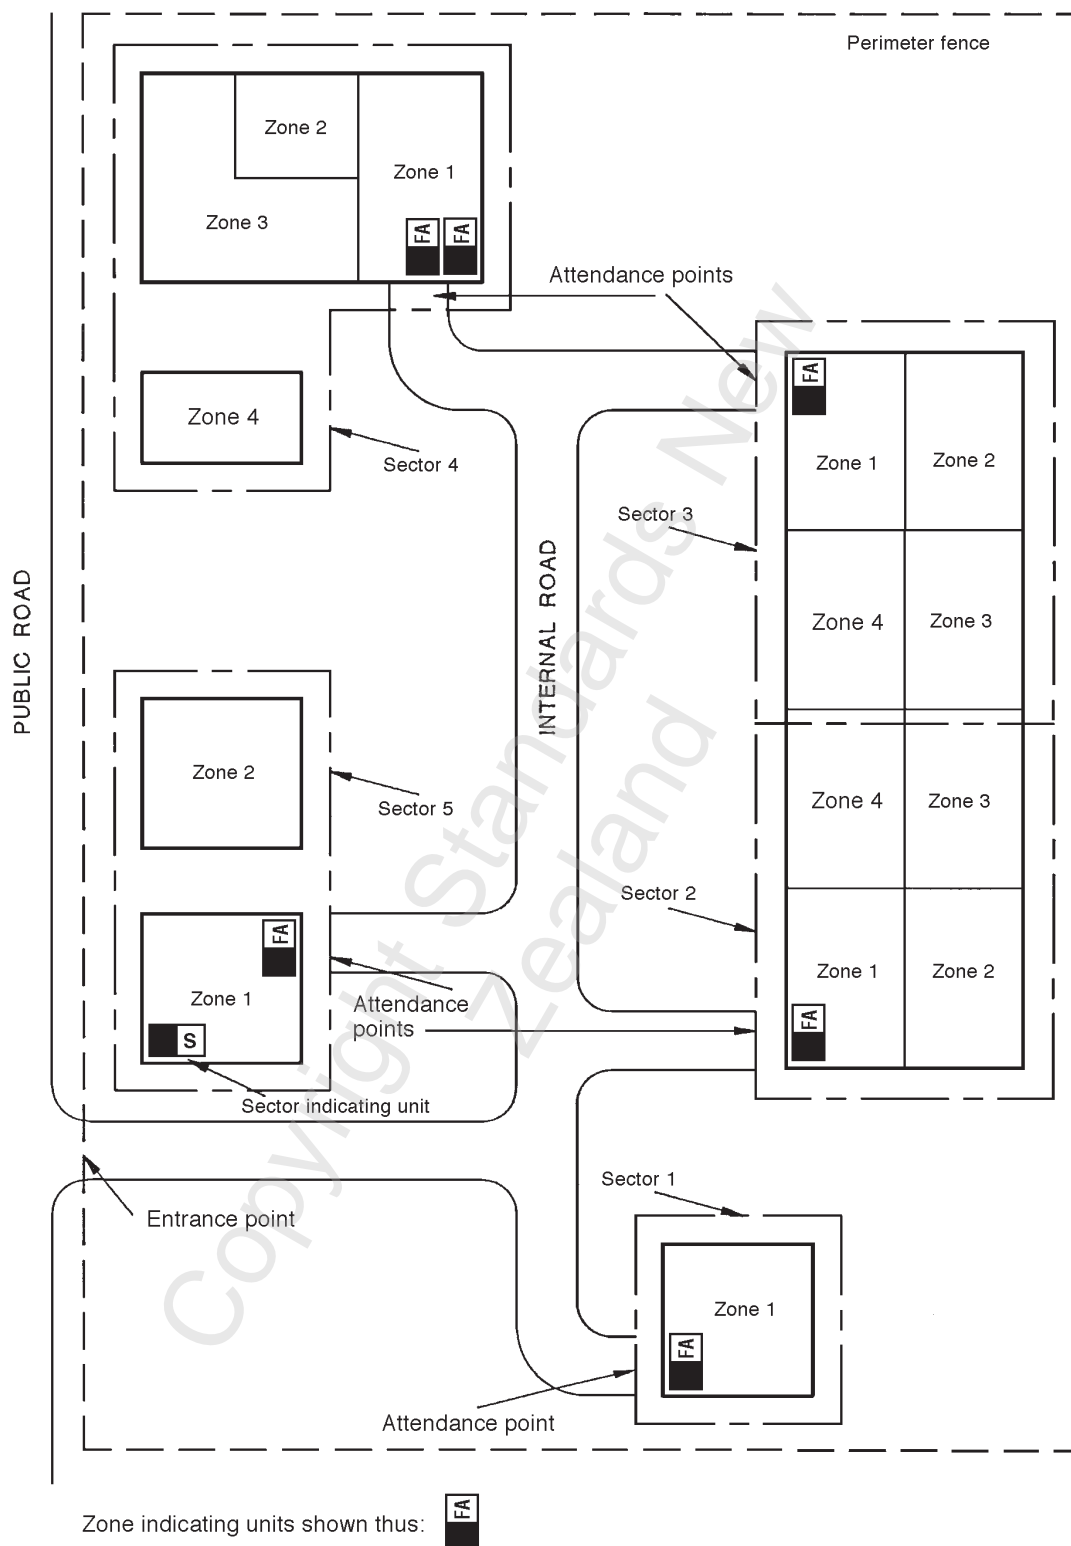 Perimeter fence
Zone 2
Zone 1
Zone 3
FA
FA
Attendance points
FA
Zone 4
Sector 4
Zone 1
Zone 2
Sector 3
PUBLIC ROAD
INTERNAL ROAD
Zone 4
Zone 3
Zone 2
Sector 5
Zone 4
Zone 3
Sector 2
FA
Zone 1
S
Attendance
points
Zone 1
Zone 2
FA
Sector indicating unit
Entrance point
Sector 1
Zone 1
FA
Attendance point
Zone indicating units shown thus:
FA
Copyright Standards New
Zealand